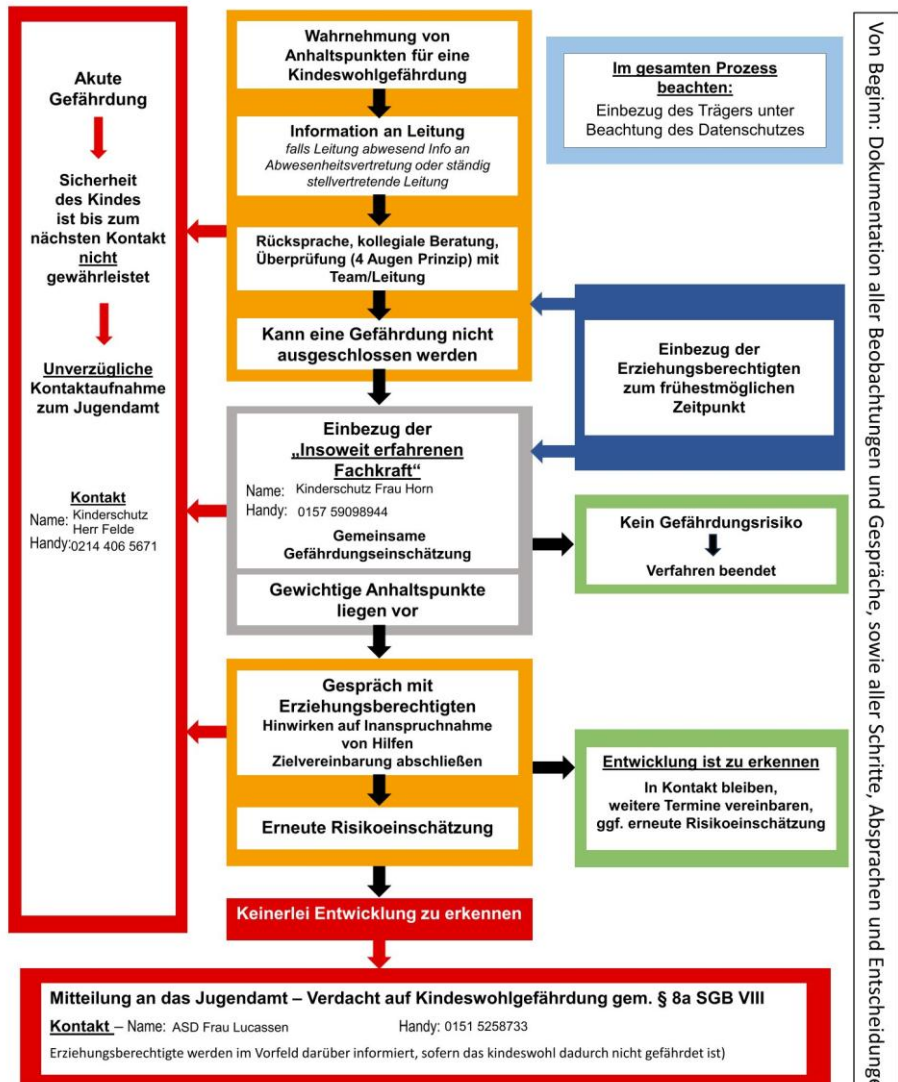 Akute
Gefährdung
Sicherheit
des Kindes
ist bis zum
nächsten Kontakt
nicht
gewährleistet
Unverzügliche
Kontaktaufnahme
zum Jugendamt
Kontakt
Name: Kinderschutz
Herr Felde
Handy:0214 406 5671
Wahrnehmung von
Anhaltspunkten für eine
Kindeswohlgefährdung
Information an Leitung
falls Leitung abwesend Info an
Abwesenheitsvertretung oder ständig
stellvertretende Leitung
Rücksprache, kollegiale Beratung,
Überprüfung (4 Augen Prinzip) mit
Team/Leitung
Kann eine Gefährdung nicht
ausgeschlossen werden
Einbezug der
„Insoweit erfahrenen
Fachkraft“
Name: Kinderschutz Frau Horn
Handy: 0157 59098944
Gemeinsame
Gefährdungseinschätzung
Gewichtige Anhaltspunkte
liegen vor
Gespräch mit
Erziehungsberechtigten
Hinwirken auf Inanspruchnahme
von Hilfen
Zielvereinbarung abschließen
Erneute Risikoeinschätzung
Keinerlei Entwicklung zu erkennen
Im gesamten Prozess
beachten:
Einbezug des Trägers unter
Beachtung des Datenschutzes
Einbezug der
Erziehungsberechtigten
zum frühestmöglichen
Zeitpunkt
Kein Gefährdungsrisiko
Verfahren beendet
Entwicklung ist zu erkennen
In Kontakt bleiben,
weitere Termine vereinbaren,
ggf. erneute Risikoeinschätzung
Mitteilung an das Jugendamt – Verdacht auf Kindeswohlgefährdung gem. § 8a SGB VIII
Kontakt – Name: ASD Frau Lucassen Handy: 0151 5258733
Erziehungsberechtigte werden im Vorfeld darüber informiert, sofern das kindeswohl dadurch nicht gefährdet ist)
Von Beginn: Dokumentation aller Beobachtungen und Gespräche, sowie aller Schritte, Absprachen und Entscheidunge